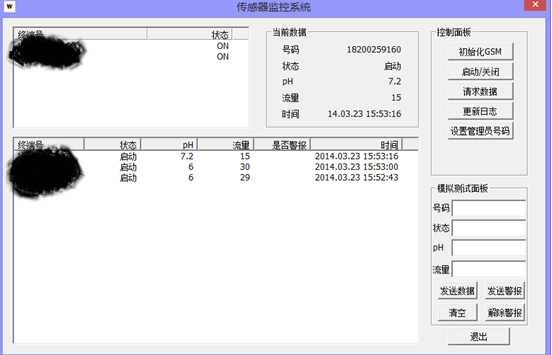 传感器监控系统
终端号 状态
ON
ON
当前数据
号码 18200259160
状态 启动
pH 7.2
流量 15
时间 14.03.23 15:53:16
控制面板
初始化GSM
启动/关闭
请求数据
更新日志
设置管理员号码
终端号 状态 pH 流量 是否警报 时间
启动 7.2 15 2014.03.23 15:53:16
启动 6 30 2014.03.23 15:53:00
启动 6 29 2014.03.23 15:52:43
模拟测试面板
号码
状态
pH
流量
发送数据 发送警报
清空 解除警报
退出